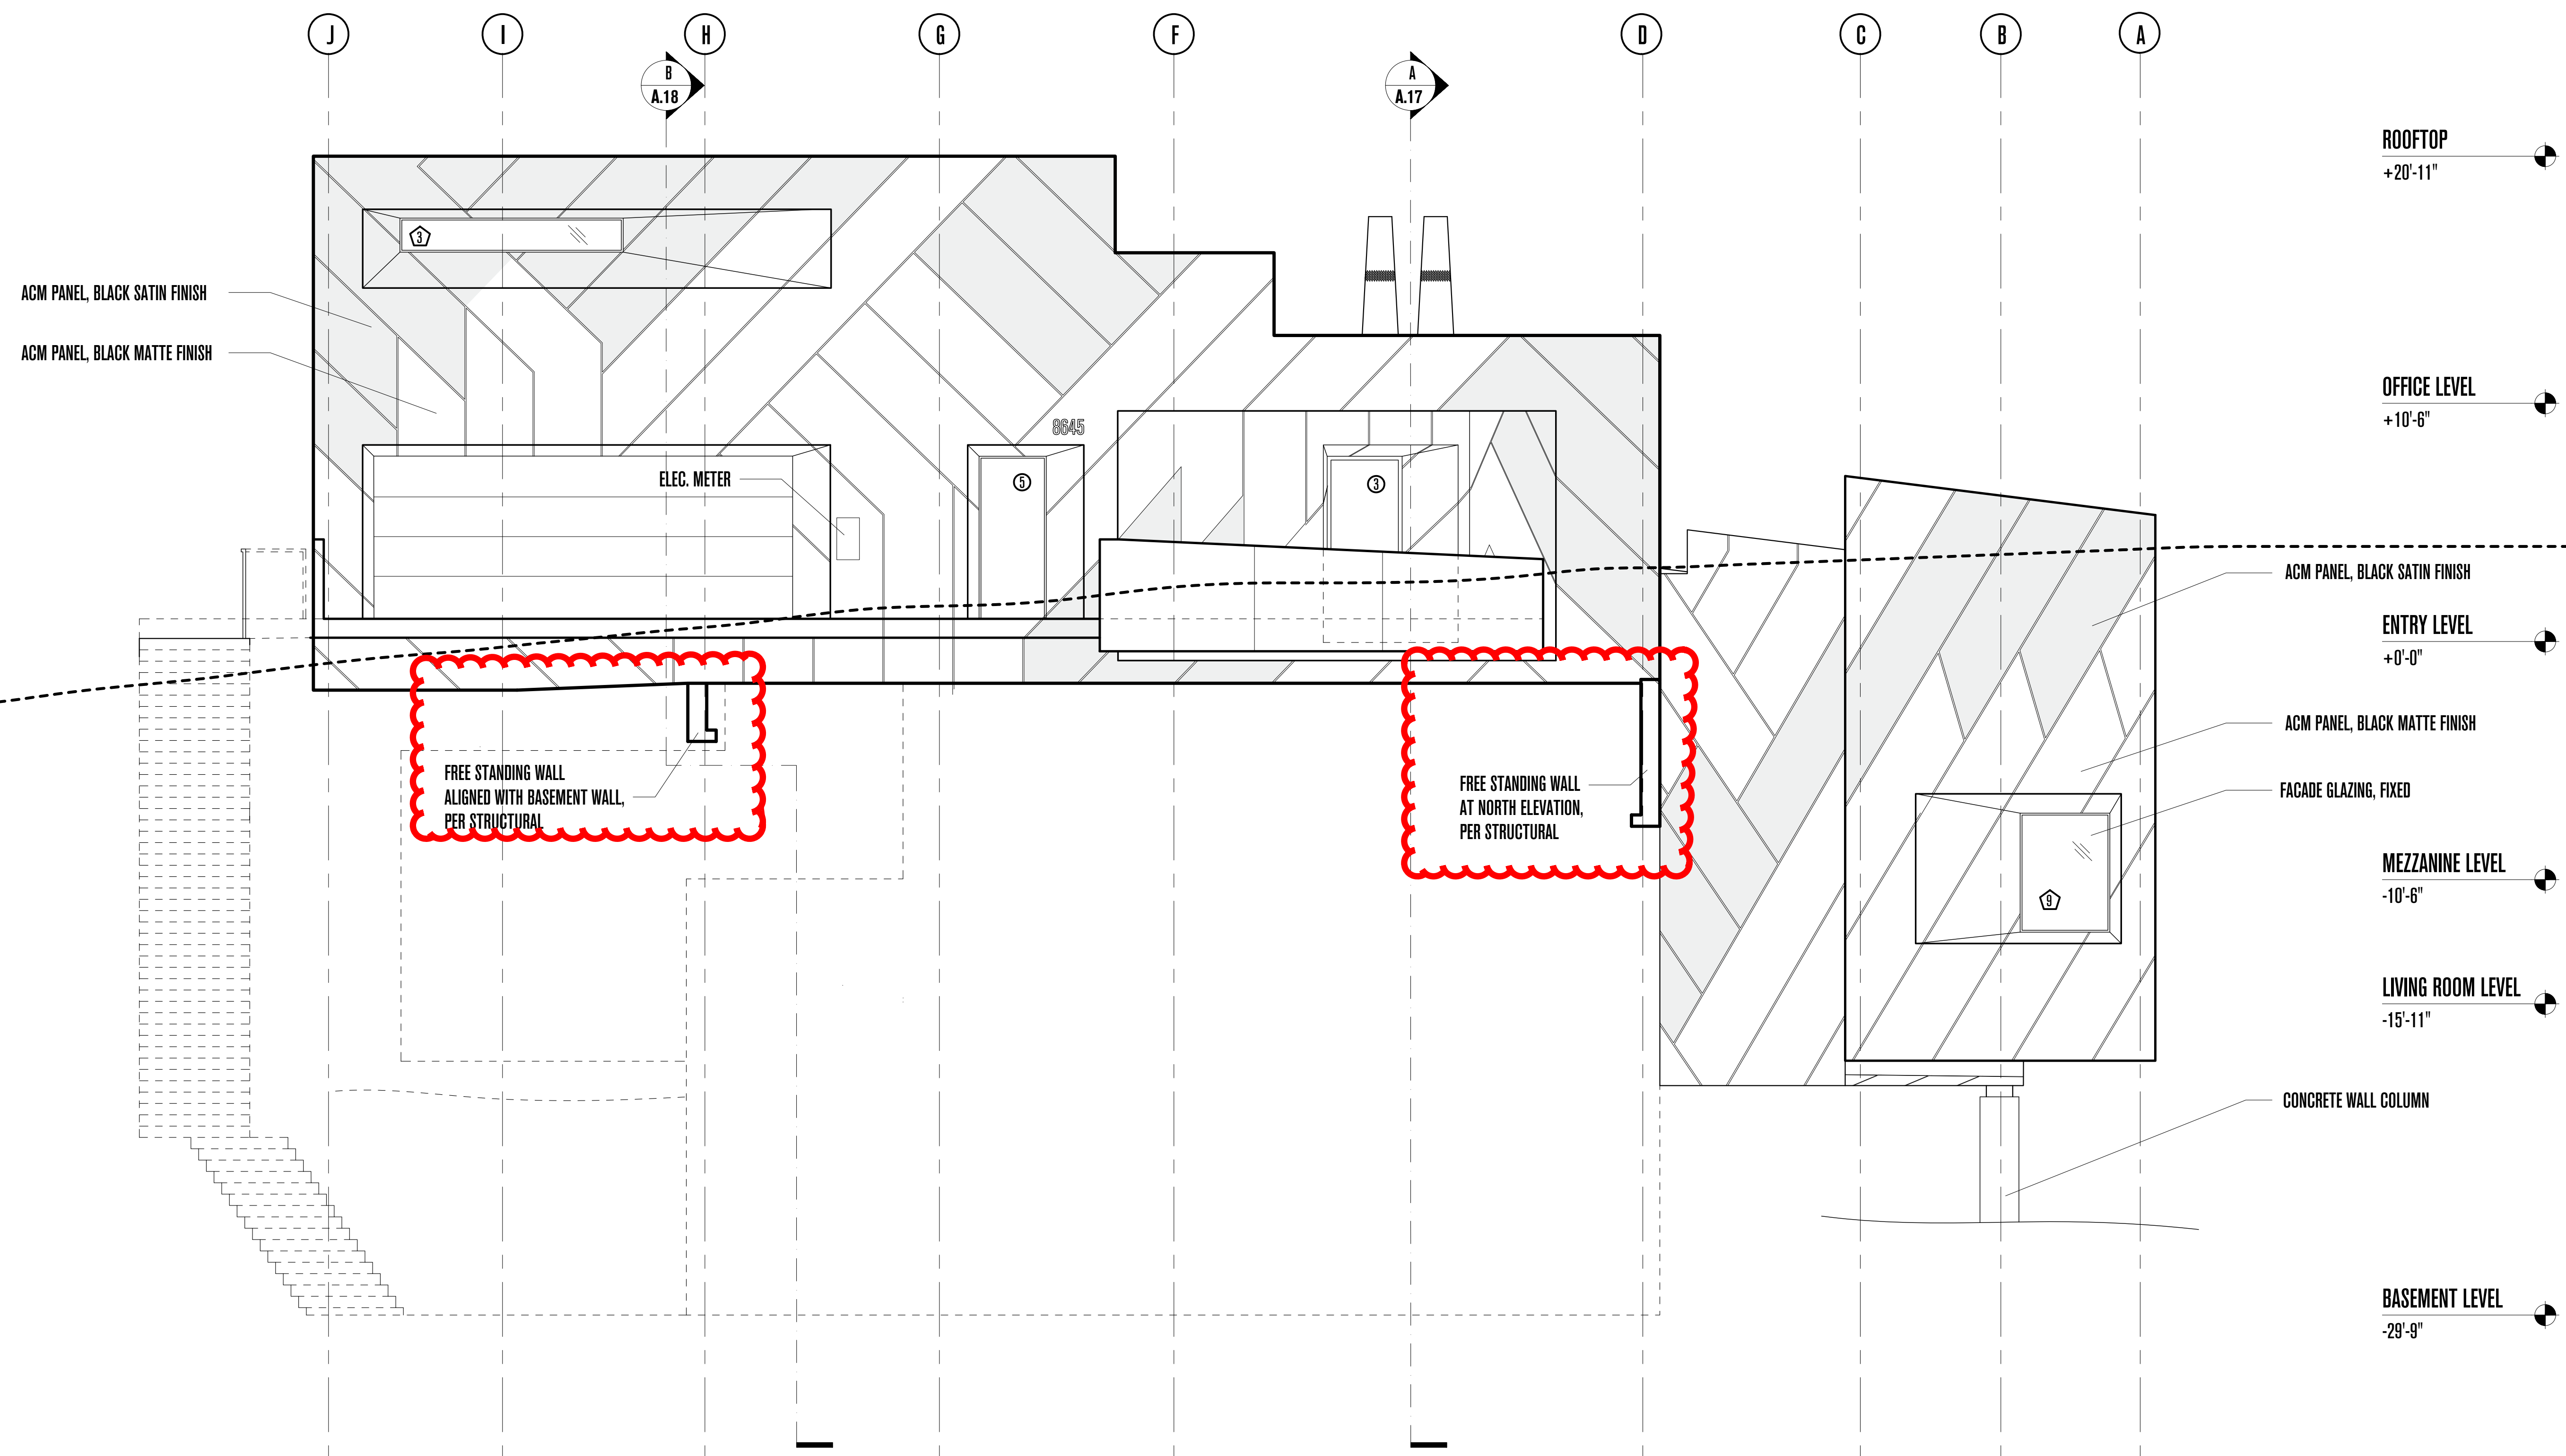 J
I
H
G
F
D
C
B
A
B
A.18
A
A.17
ROOFTOP
+20'-11"
3
ACM PANEL, BLACK SATIN FINISH
ACM PANEL, BLACK MATTE FINISH
OFFICE LEVEL
+10'-6"
8645
ELEC. METER
5
3
ACM PANEL, BLACK SATIN FINISH
ENTRY LEVEL
+0'-0"
ACM PANEL, BLACK MATTE FINISH
FREE STANDING WALL
ALIGNED WITH BASEMENT WALL,
PER STRUCTURAL
FREE STANDING WALL
AT NORTH ELEVATION,
PER STRUCTURAL
FACADE GLAZING, FIXED
MEZZANINE LEVEL
-10'-6"
9
LIVING ROOM LEVEL
-15'-11"
CONCRETE WALL COLUMN
BASEMENT LEVEL
-29'-9"